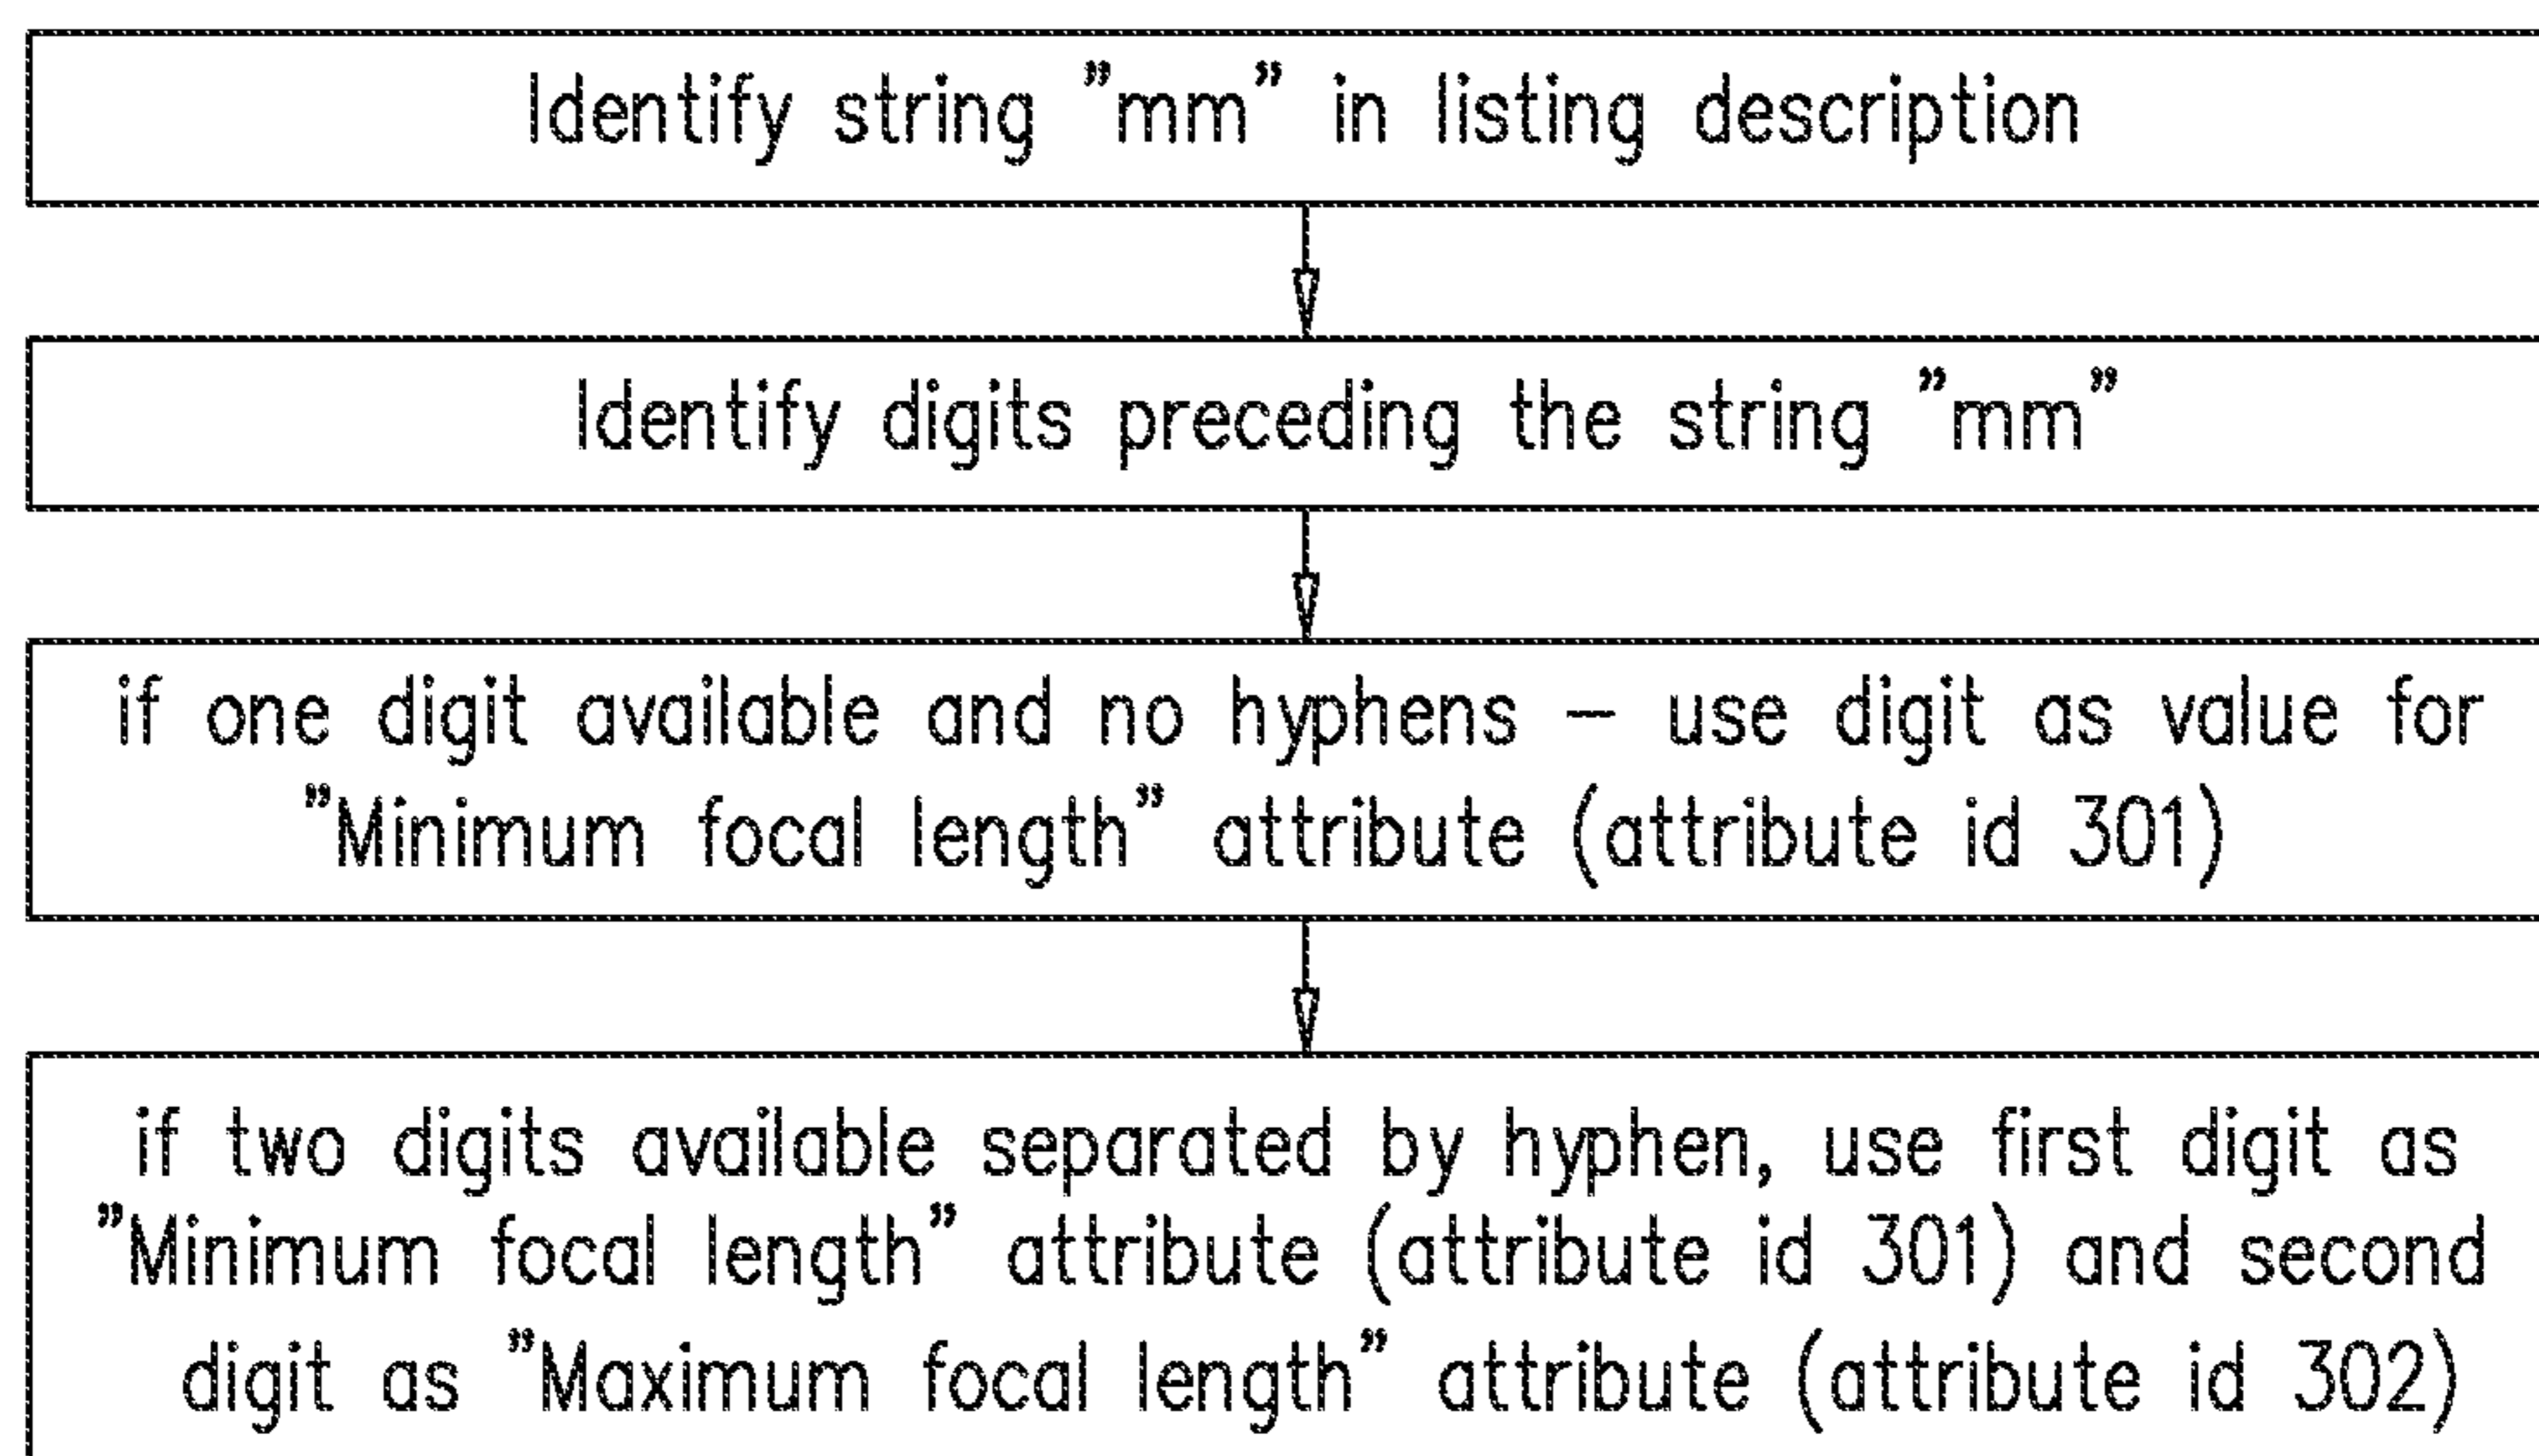 Identify string "mm" in listing description
Identify digits preceding the string "mm"
if one digit available and no hyphens – use digit as value for
"Minimum focal length" attribute (attribute id 301)
if two digits available separated by hyphen, use first digit as
"Minimum focal length" attribute (attribute id 301) and second
digit as "Maximum focal length" attribute (attribute id 302)